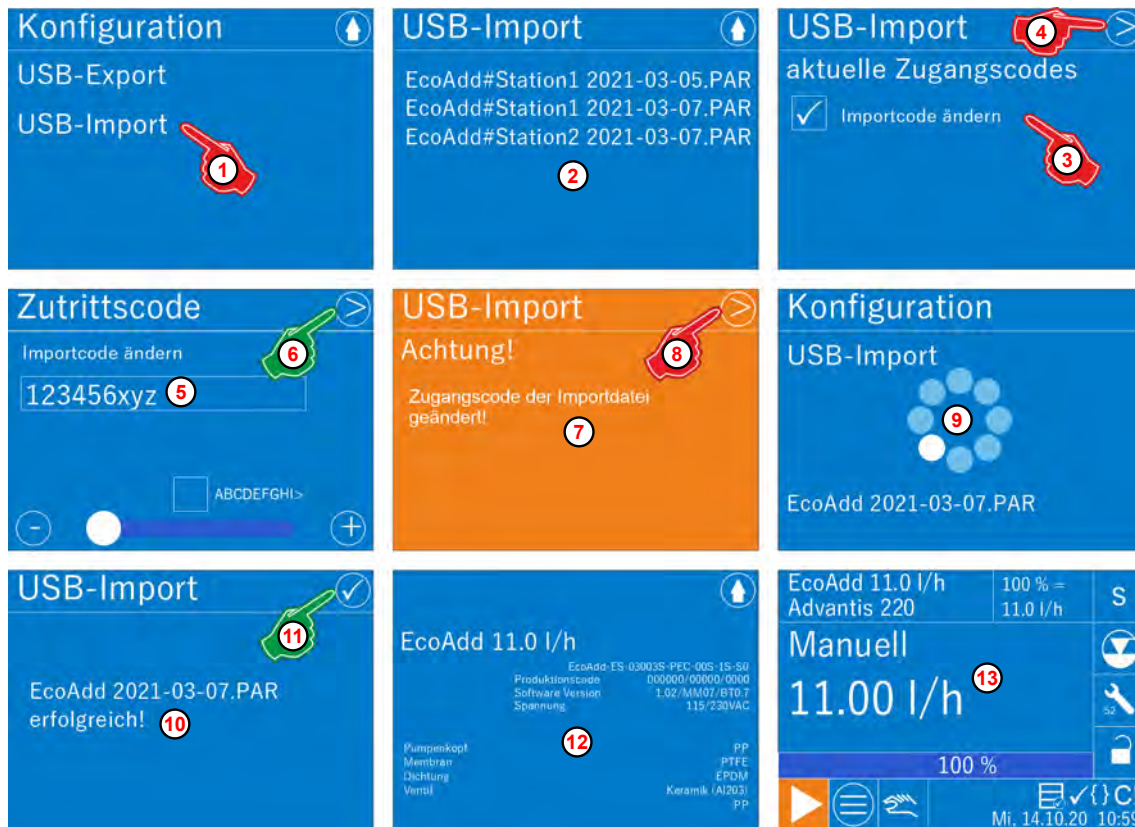 Konfiguration
USB-Export
USB-Import
1
USB-Import
EcoAdd#Station1 2021-03-05.PAR
EcoAdd#Station1 2021-03-07.PAR
EcoAdd#Station2 2021-03-07.PAR
2
USB-Import
4
>
aktuelle Zugangscodes
Importcode ändern
3
Zutrittscode
>
Importcode ändern
6
123456xyz
5
ABCDEFGHI>
- +
USB-Import
>
Achtung!
8
Zugangscode der Importdatei
geändert!
7
Konfiguration
USB-Import
9
EcoAdd 2021-03-07.PAR
USB-Import
11
EcoAdd 2021-03-07.PAR
erfolgreich!
10
EcoAdd 11.0 l/h
EcoAdd-ES-03003S-PEC-00S-1S-S0
Produktionscode 000000/00000/0000
Software Version 1.02/MM07/BT0.7
Spannung 115/230VAC
12
Pumpenkopf PP
Membran PTFE
Dichtung EPDM
Ventil Keramik (Al203)
PP
EcoAdd 11.0 l/h 100 % =
Advantis 220 11.0 l/h
S
Manuell
11.00 l/h
13
52
100 %
{} C
Mi, 14.10.20 10:59